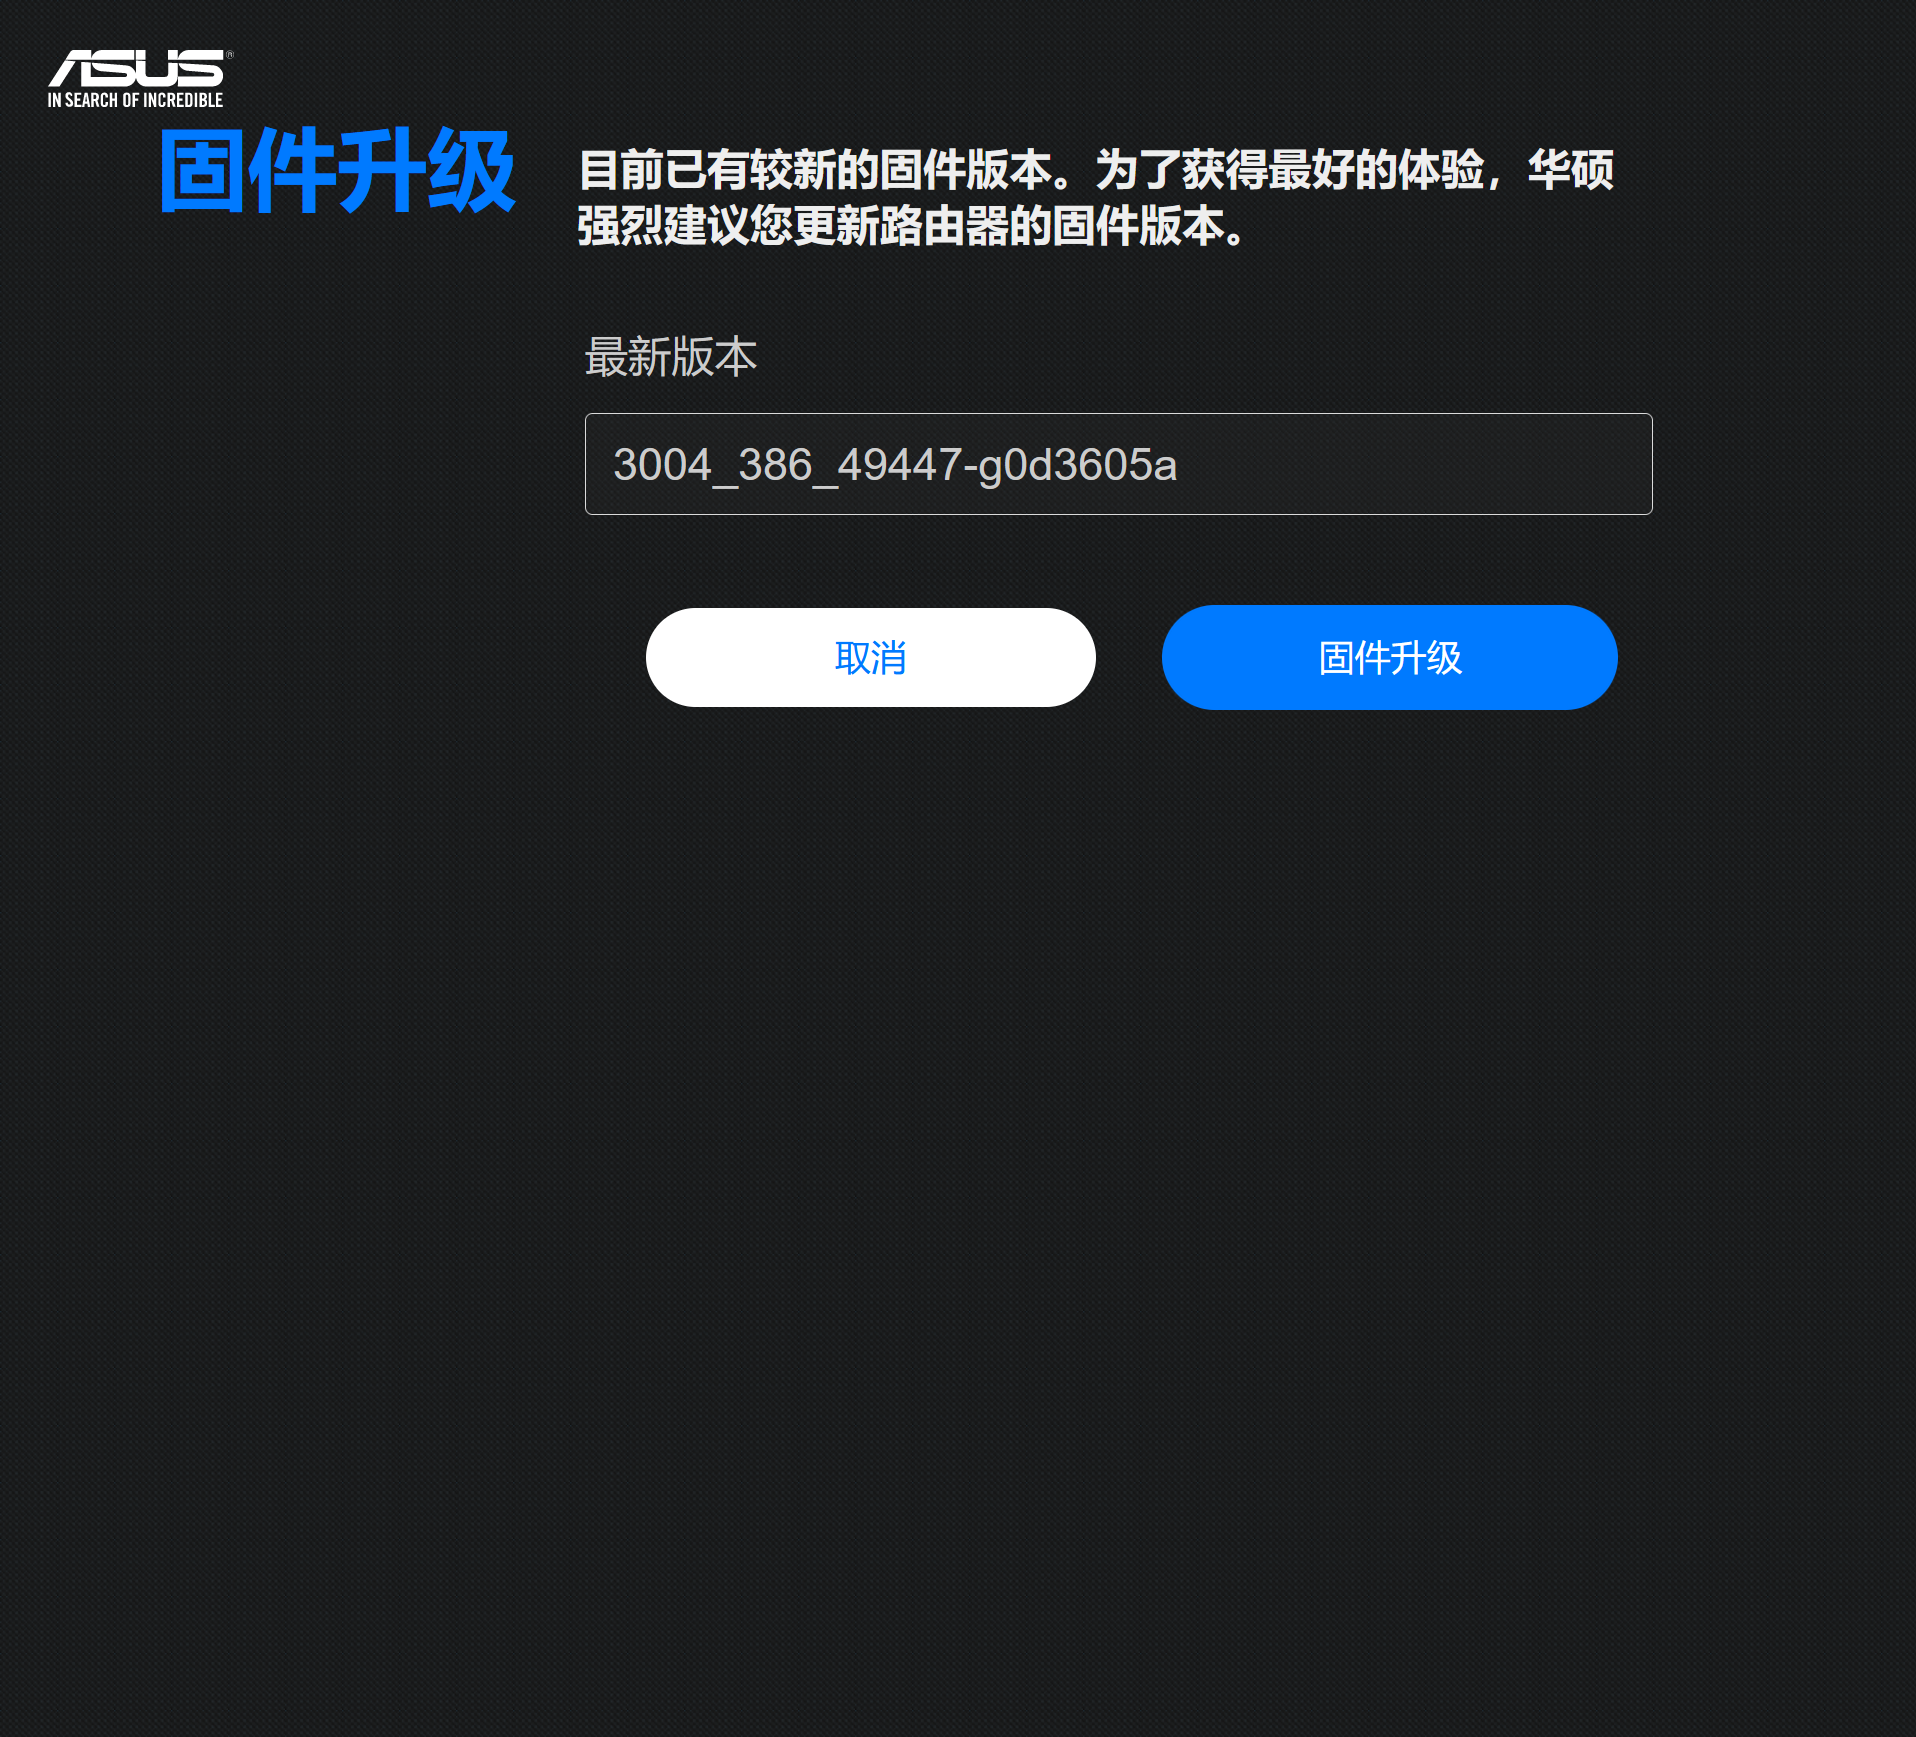 ASUS®
IN SEARCH OF INCREDIBLE
固件升级
目前已有较新的固件版本。为了获得最好的体验，华硕
强烈建议您更新路由器的固件版本。
最新版本
3004_386_49447-g0d3605a
取消
固件升级